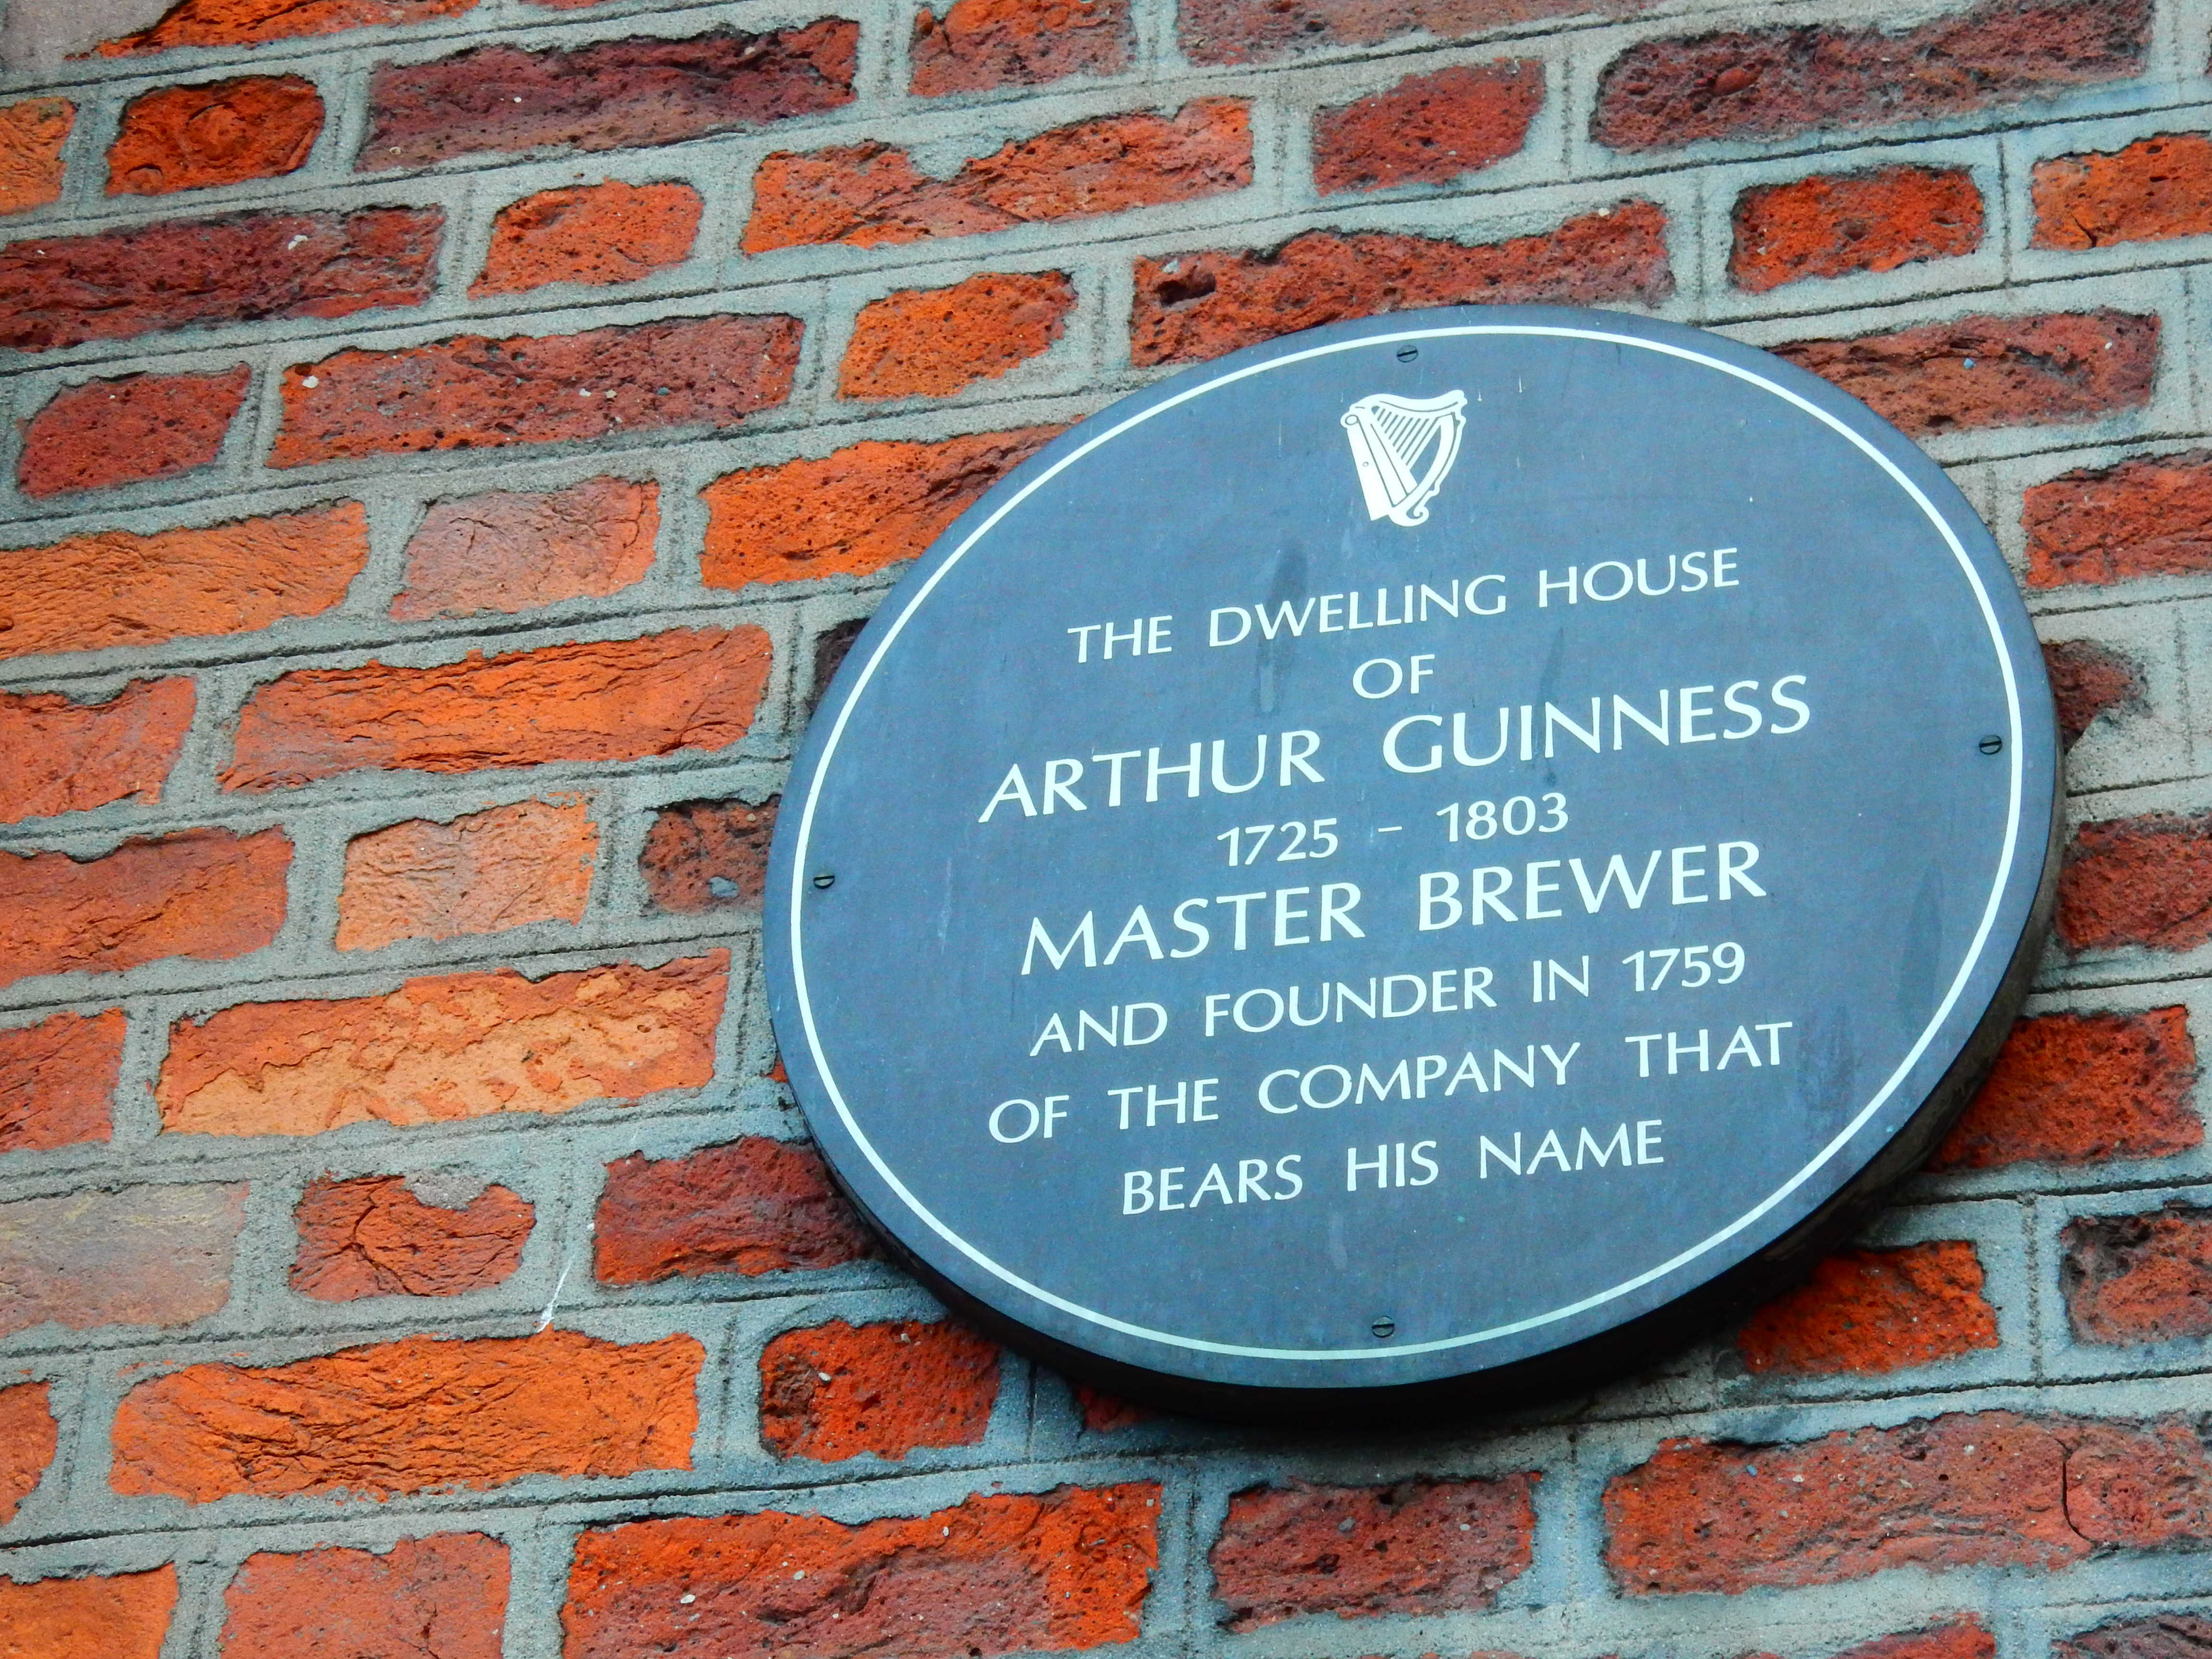 THE DWELLING HOUSE
OF
ARTHUR GUINNESS
1725 - 1803
MASTER BREWER
AND FOUNDER IN 1759
OF THE COMPANY THAT
BEARS HIS NAME